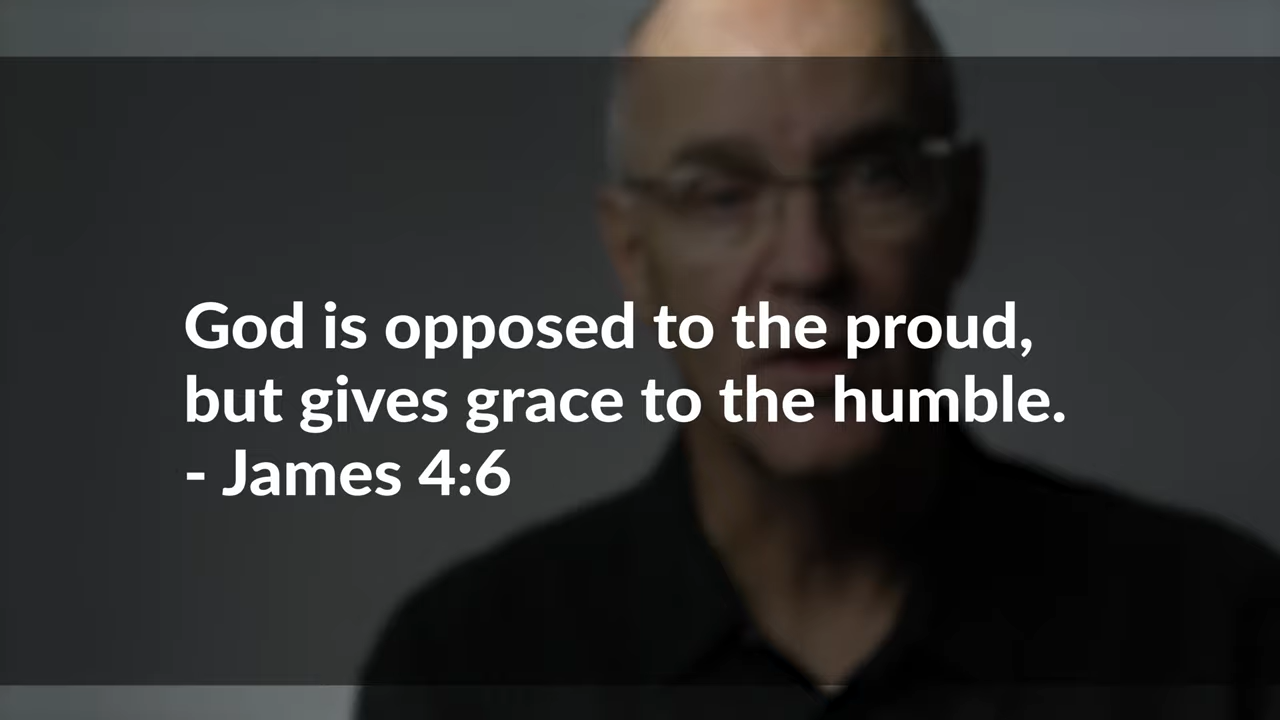 God is opposed to the proud,
but gives grace to the humble.
- James 4:6